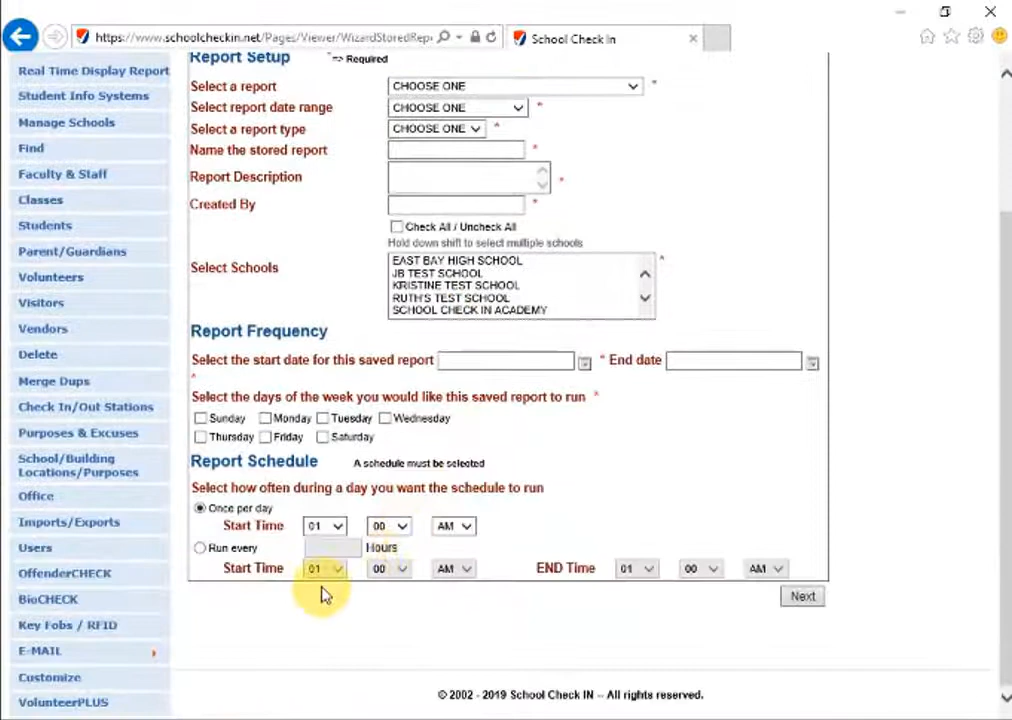 https://www.schoolcheckin.net/Pages/Viewer/WizardStoredRep
School Check In
Real Time Display Report
Student Info Systems
Manage Schools
Find
Faculty & Staff
Classes
Students
Parent/Guardians
Volunteers
Visitors
Vendors
Delete
Merge Dups
Check In/Out Stations
Purposes & Excuses
School/Building
Locations/Purposes
Office
Imports/Exports
Users
OffenderCHECK
BioCHECK
Key Fobs / RFID
E-MAIL
Customize
VolunteerPLUS
Report Setup *=> Required
Select a report CHOOSE ONE *
Select report date range CHOOSE ONE *
Select a report type CHOOSE ONE *
Name the stored report *
Report Description *
Created By *
Check All / Uncheck All
Hold down shift to select multiple schools
Select Schools *
EAST BAY HIGH SCHOOL
JB TEST SCHOOL
KRISTINE TEST SCHOOL
RUTH'S TEST SCHOOL
SCHOOL CHECK IN ACADEMY
Report Frequency
Select the start date for this saved report * End date
*
Select the days of the week you would like this saved report to run *
Sunday Monday Tuesday Wednesday
Thursday Friday Saturday
Report Schedule A schedule must be selected
Select how often during a day you want the schedule to run
Once per day
Start Time 01 00 AM
Run every Hours
Start Time 01 00 AM END Time 01 00 AM
Next
© 2002 - 2019 School Check IN -- All rights reserved.